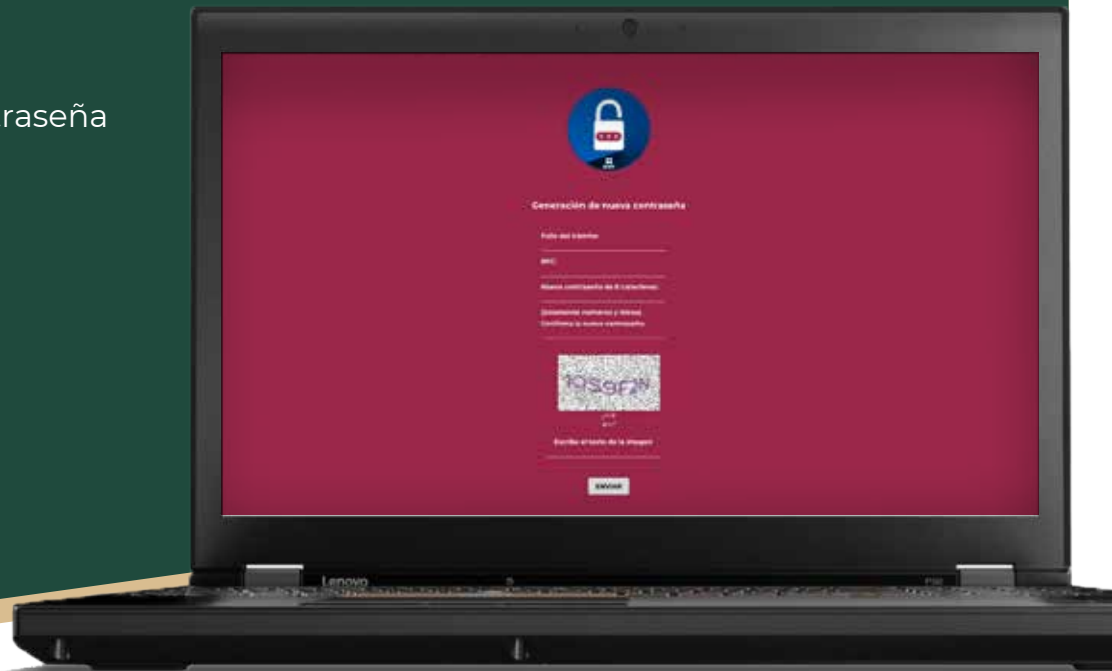 traseña
Generación de nueva contraseña
Folio del trámite:
RFC:
Nueva contraseña de 8 caracteres:
(Solamente números y letras)
Confirma la nueva contraseña:
Escribe el texto de la imagen
ENVIAR
Lenovo